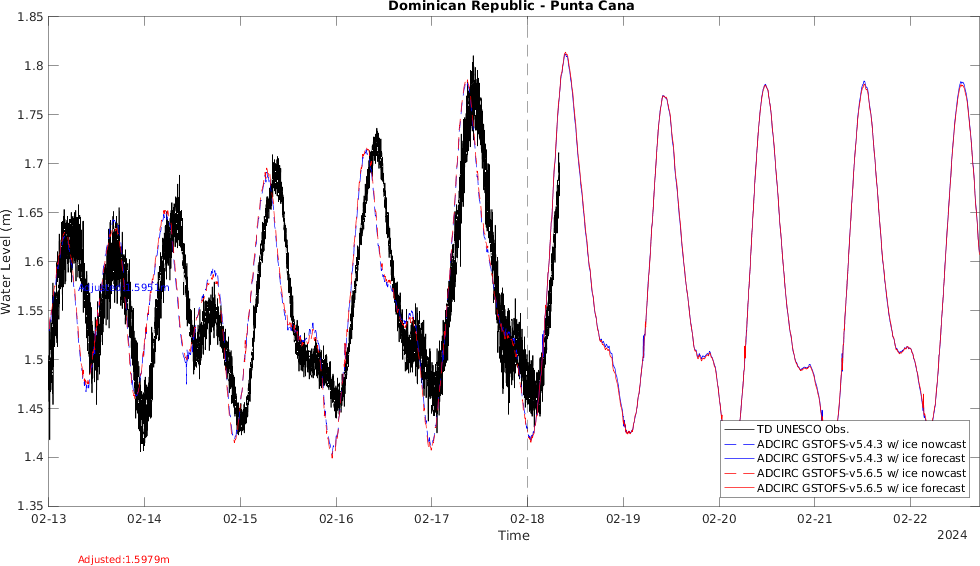 Dominican Republic - Punta Cana
1.85
1.8
1.75
1.7
1.65
1.6
1.55
1.5
1.45
1.4
1.35
Water Level (m)
Adjusted:1.5951m
TD UNESCO Obs.
ADCIRC GSTOFS-v5.4.3 w/ ice nowcast
ADCIRC GSTOFS-v5.4.3 w/ ice forecast
ADCIRC GSTOFS-v5.6.5 w/ ice nowcast
ADCIRC GSTOFS-v5.6.5 w/ ice forecast
02-13 02-14 02-15 02-16 02-17 02-18 02-19 02-20 02-21 02-22
Time
2024
Adjusted:1.5979m